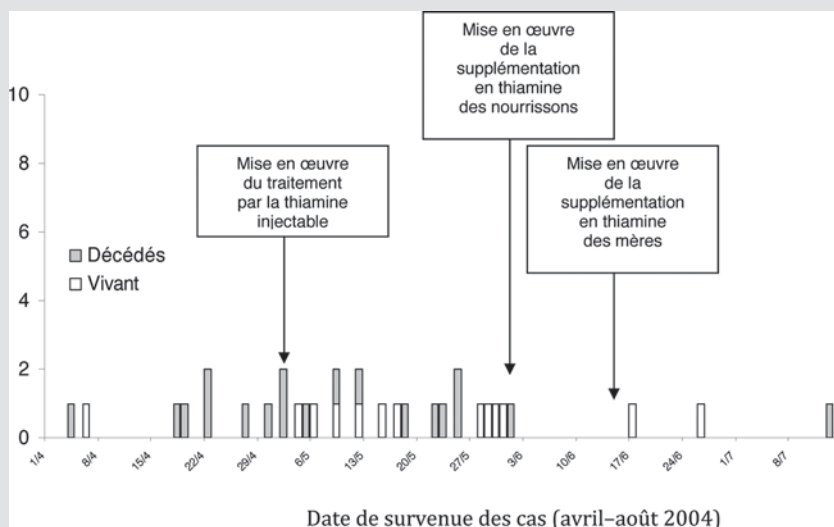 Mise en œuvre
de la
supplémentation
en thiamine
des nourrissons
Mise en œuvre
du traitement
par la thiamine
injectable
Mise en œuvre
de la
supplémentation
en thiamine
des mères
10
8
6
4
2
0
Décédés
Vivant
1/4
8/4
15/4
22/4
29/4
6/5
13/5
20/5
27/5
3/6
10/6
17/6
24/6
1/7
8/7
Date de survenue des cas (avril–août 2004)